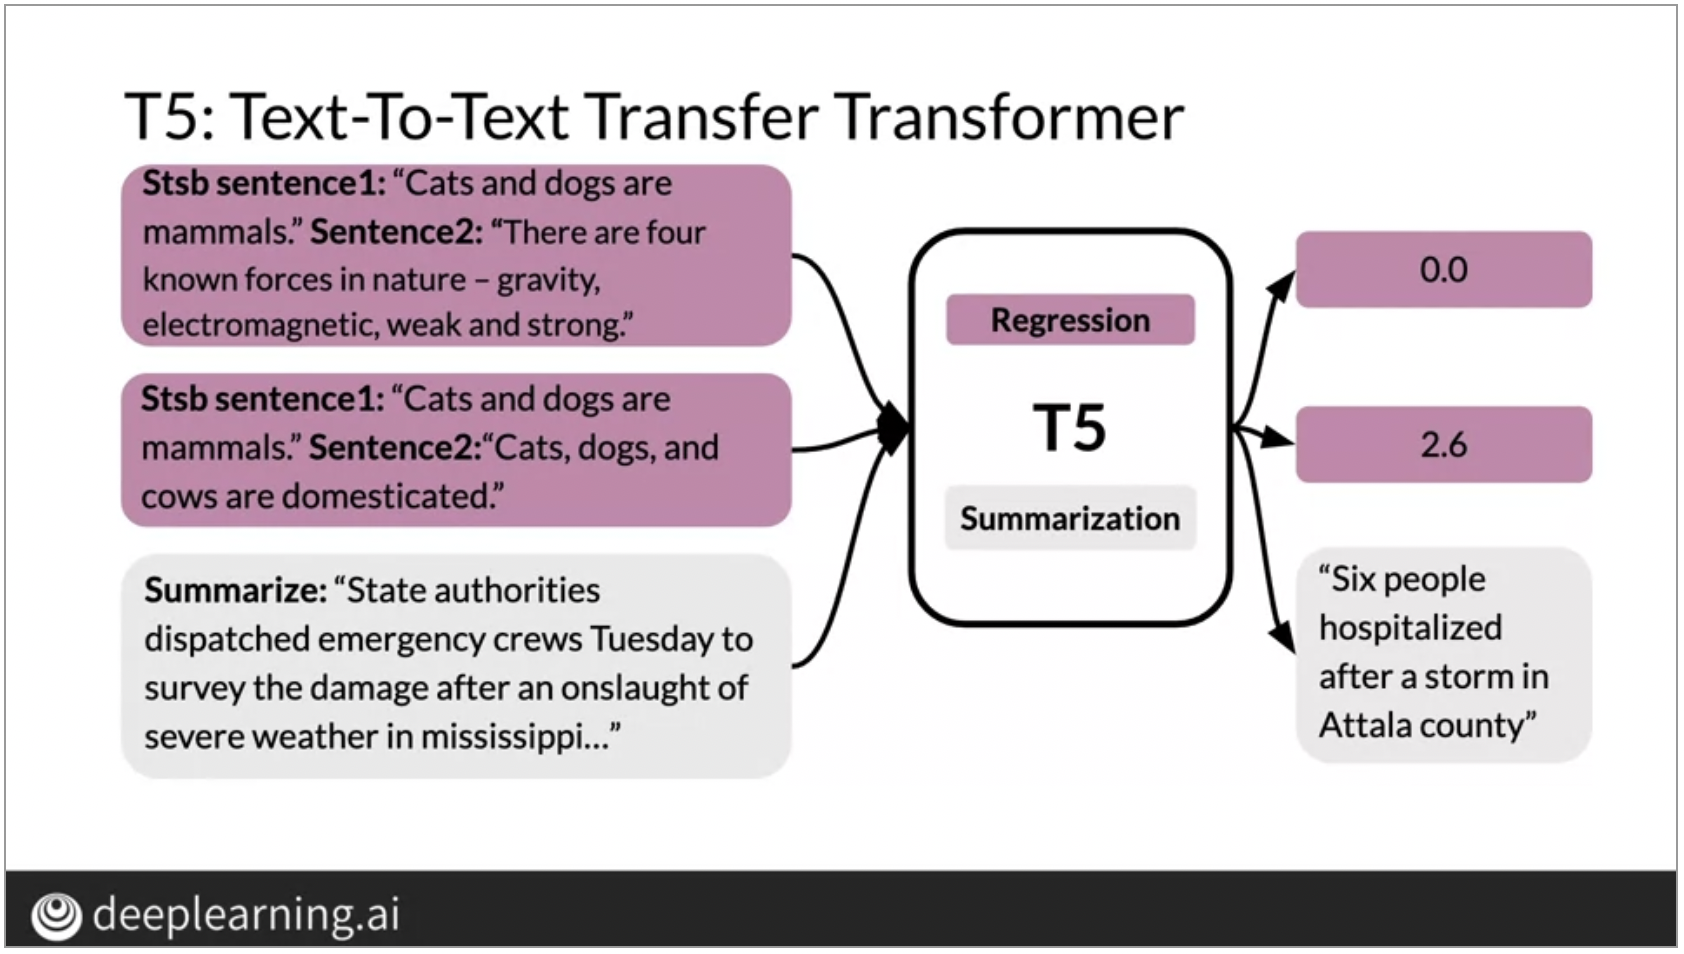 T5: Text-To-Text Transfer Transformer
Stsb sentence1: “Cats and dogs are
mammals.” Sentence2: “There are four
known forces in nature – gravity,
electromagnetic, weak and strong.”
Stsb sentence1: “Cats and dogs are
mammals.” Sentence2:“Cats, dogs, and
cows are domesticated.”
Summarize: “State authorities
dispatched emergency crews Tuesday to
survey the damage after an onslaught of
severe weather in mississippi...”
Regression
T5
Summarization
0.0
2.6
“Six people
hospitalized
after a storm in
Attala county”
deeplearning.ai